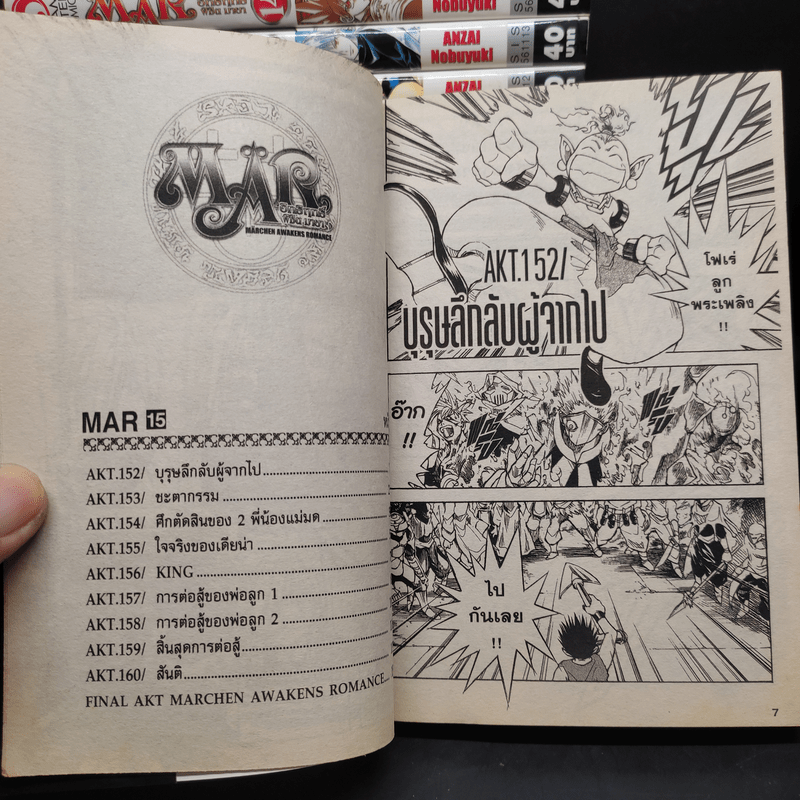 MAR
ANZAI
Nobuyuki
40
บาท
ANZAI
MÄR
MÄRCHEN AWAKENS ROMANCE
MAR 15
AKT.152/ บุรุษลึกลับผู้จากไป
AKT.153/ ชะตากรรม
AKT.154/ ศึกตัดสินของ 2 พี่น้องแม่มด
AKT.155/ ใจจริงของเดียน่า
AKT.156/ KING
AKT.157/ การต่อสู้ของพ่อลูก 1
AKT.158/ การต่อสู้ของพ่อลูก 2
AKT.159/ สิ้นสุดการต่อสู้
AKT.160/ สันติ
FINAL AKT MARCHEN AWAKENS ROMANCE
AKT.152/
บุรุษลึกลับผู้จากไป
โฟเร่
ลูก
พระเพลิง
!!
อ๊าก
!!
ไป
กันเลย
!!
7